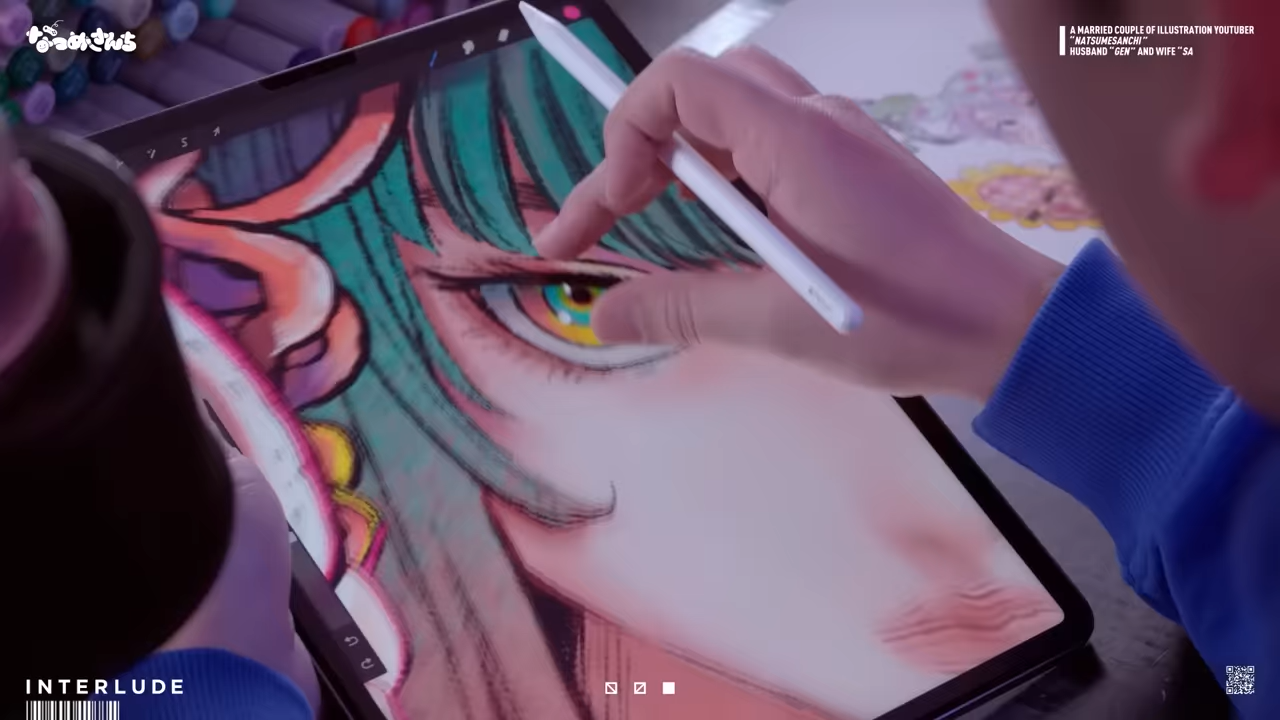 なつめさんち
A MARRIED COUPLE OF ILLUSTRATION YOUTUBER
"NATSUMESANCHI"
HUSBAND "GEN" AND WIFE "SA
INTERLUDE